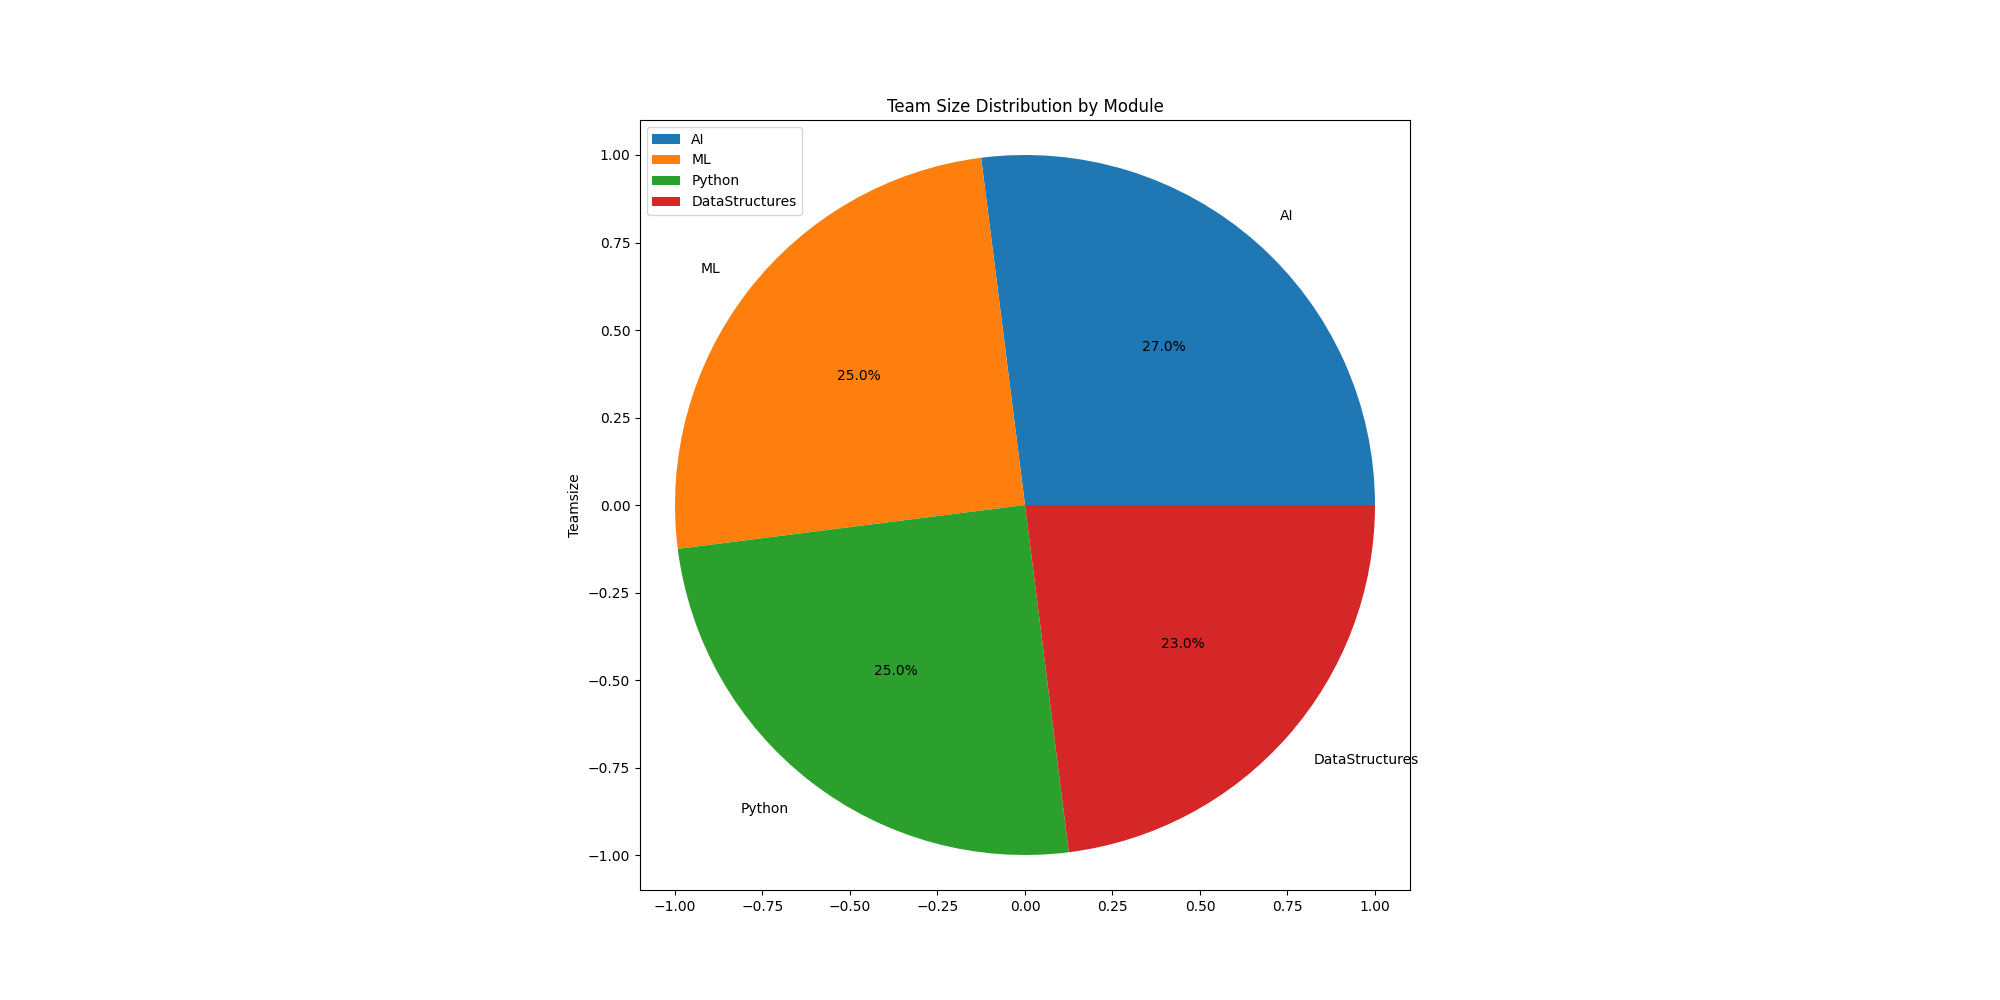 Team Size Distribution by Module
AI
ML
Python
DataStructures
1.00
0.75
0.50
0.25
0.00
−0.25
−0.50
−0.75
−1.00
Teamsize
AI
ML
Python
DataStructures
27.0%
25.0%
25.0%
23.0%
−1.00 −0.75 −0.50 −0.25 0.00 0.25 0.50 0.75 1.00